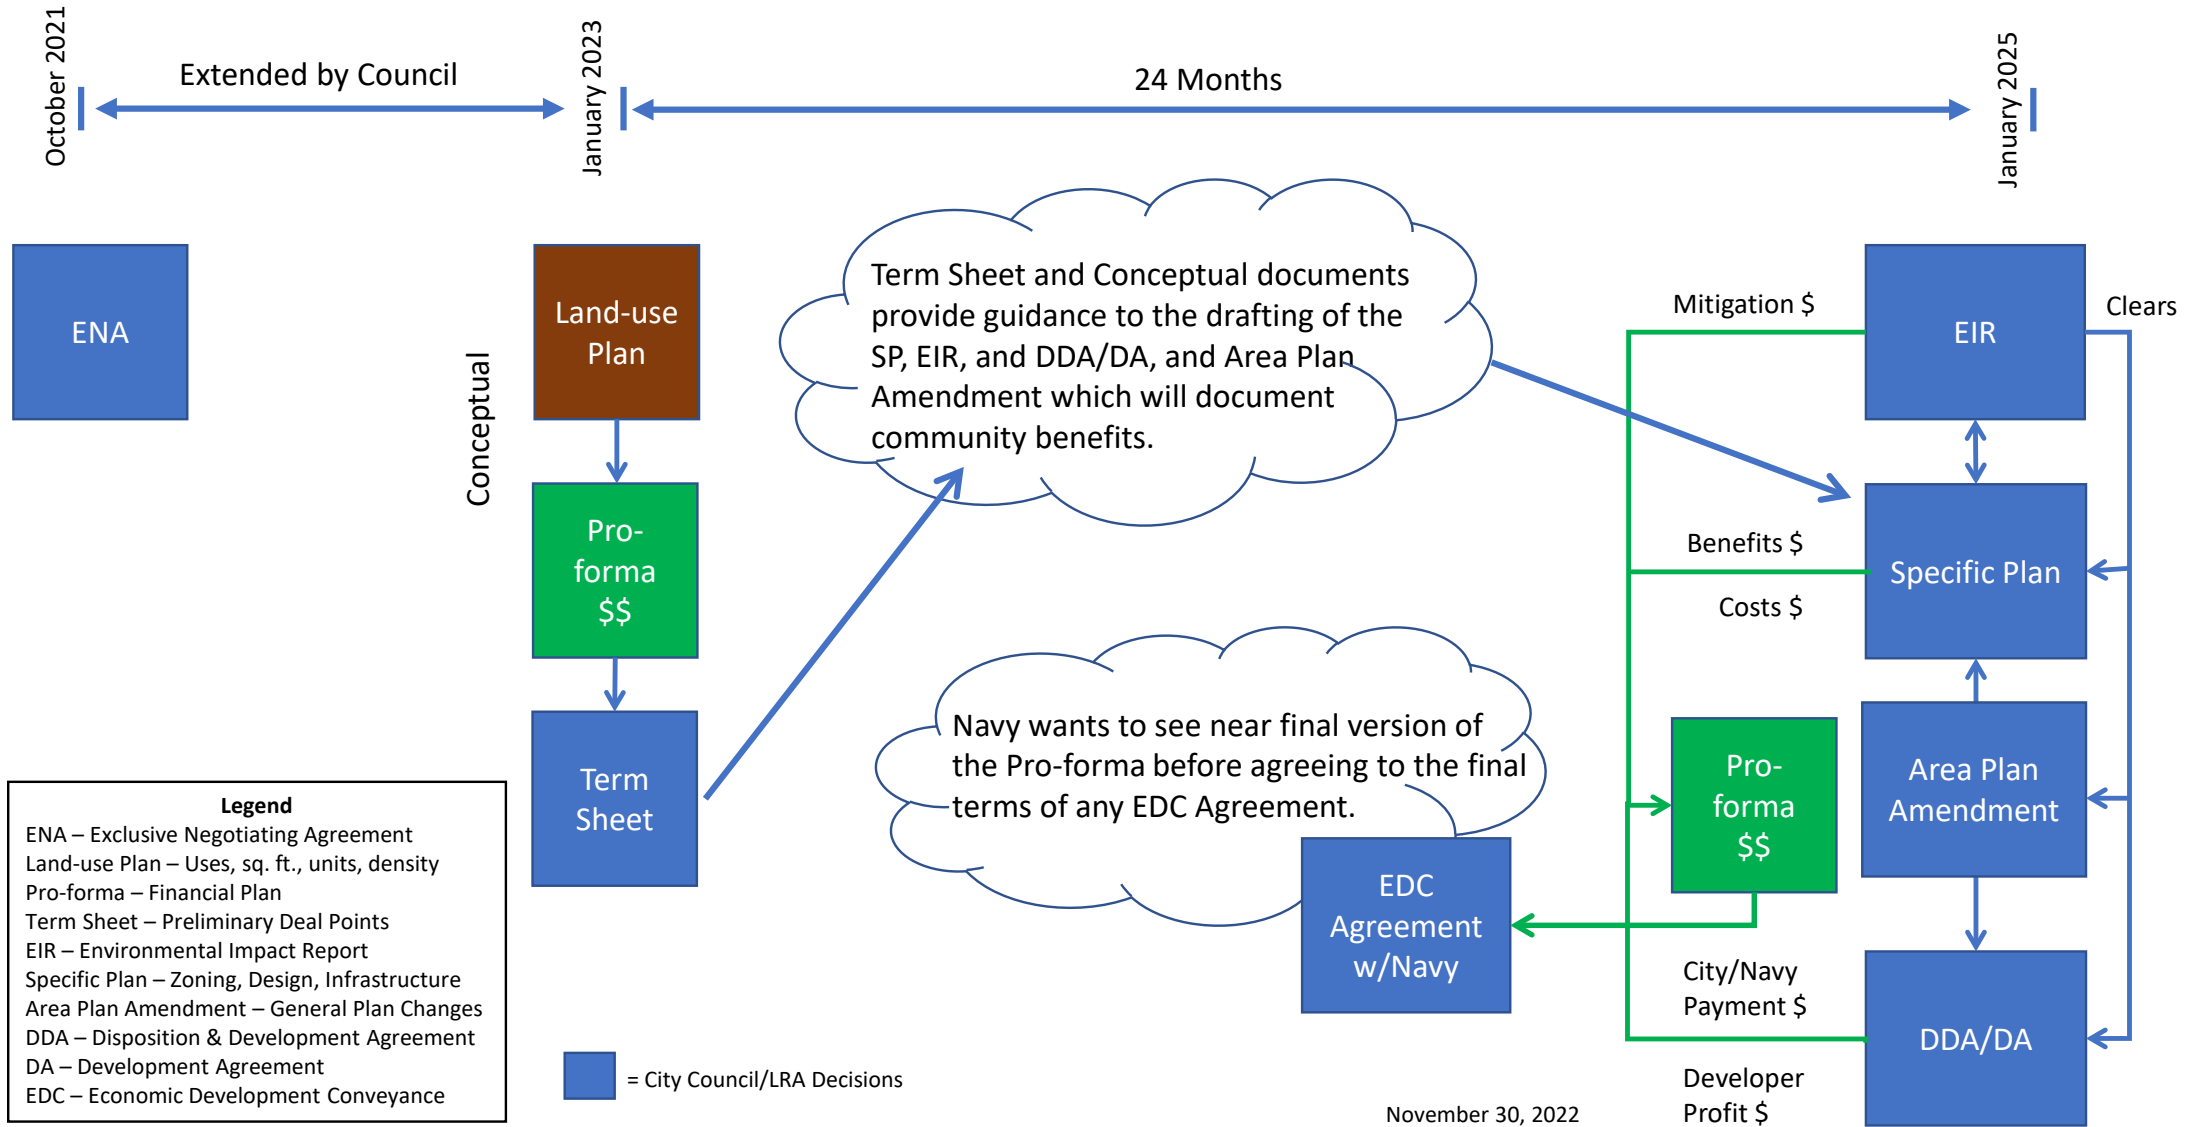 October 2021
Extended by Council
January 2023
24 Months
January 2025
ENA
Conceptual
Land-use
Plan
Pro-
forma
$$
Term
Sheet
Term Sheet and Conceptual documents
provide guidance to the drafting of the
SP, EIR, and DDA/DA, and Area Plan
Amendment which will document
community benefits.
Navy wants to see near final version of
the Pro-forma before agreeing to the final
terms of any EDC Agreement.
EDC
Agreement
w/Navy
Mitigation $
Clears
EIR
Benefits $
Costs $
Specific Plan
Pro-
forma
$$
Area Plan
Amendment
City/Navy
Payment $
DDA/DA
Developer
Profit $
Legend
ENA – Exclusive Negotiating Agreement
Land-use Plan – Uses, sq. ft., units, density
Pro-forma – Financial Plan
Term Sheet – Preliminary Deal Points
EIR – Environmental Impact Report
Specific Plan – Zoning, Design, Infrastructure
Area Plan Amendment – General Plan Changes
DDA – Disposition & Development Agreement
DA – Development Agreement
EDC – Economic Development Conveyance
= City Council/LRA Decisions
November 30, 2022